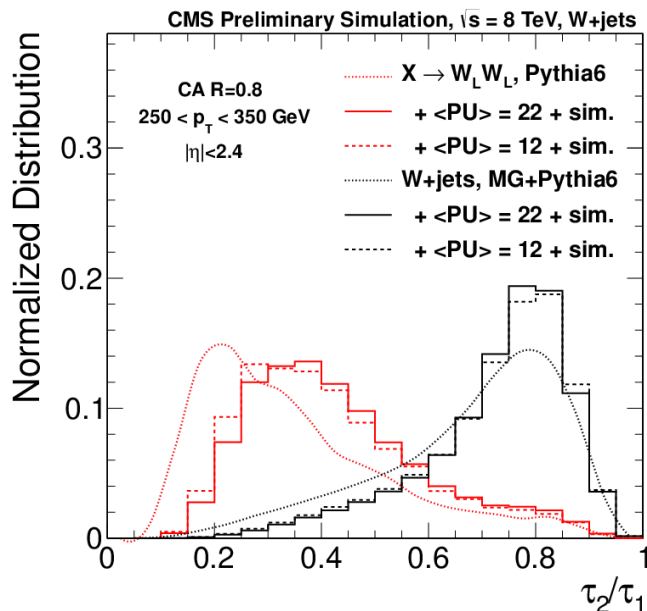 CMS Preliminary Simulation, √s = 8 TeV, W+jets
Normalized Distribution
CA R=0.8
250 < p_T < 350 GeV
|η|<2.4
X → W_L W_L, Pythia6
+ <PU> = 22 + sim.
+ <PU> = 12 + sim.
W+jets, MG+Pythia6
+ <PU> = 22 + sim.
+ <PU> = 12 + sim.
0.3
0.2
0.1
0
0 0.2 0.4 0.6 0.8 1
τ₂/τ₁